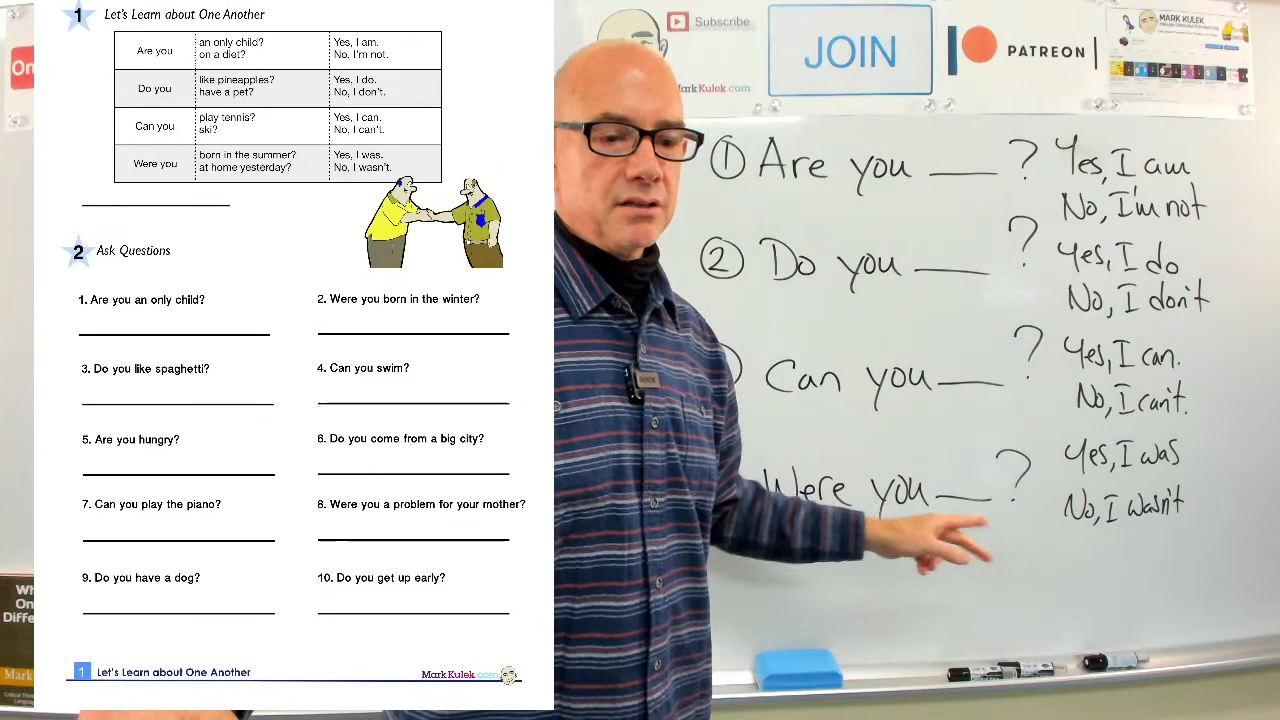 1 Let's Learn about One Another
Are you
an only child?
on diet?
Yes, I am.
No, I'm not.
Do you
like pineapples?
have a pet?
Yes, I do.
No, I don't.
Can you
play tennis?
ski?
Yes, I can.
No, I can't.
Were you
born in the summer?
at home yesterday?
Yes, I was.
No, I wasn't.
2 Ask Questions
1. Are you an only child?
2. Were you born in the winter?
3. Do you like spaghetti?
4. Can you swim?
5. Are you hungry?
6. Do you come from a big city?
7. Can you play the piano?
8. Were you a problem for your mother?
9. Do you have a dog?
10. Do you get up early?
1 Let's Learn about One Another
MarkKulek.com
Subscribe
MarkKulek.com
JOIN
PATREON
MARK KULEK
① Are you ___ ? Yes, I am
No, I'm not
② Do you ___ ? Yes, I do
No, I don't
Can you ___ ? Yes, I can.
No, I can't.
Were you ___ ? Yes, I was
No, I wasn't